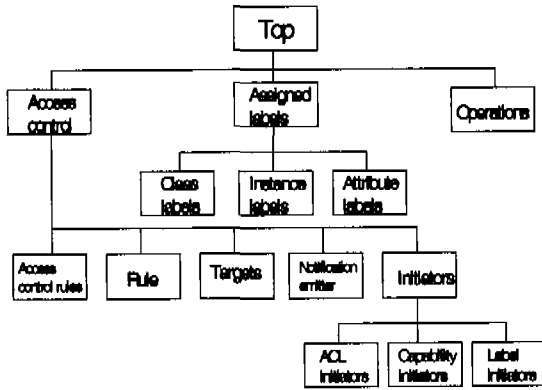 Top
Access
control
Assigned
labels
Operations
Class
labels
Instance
labels
Attribute
labels
Access
control rules
Rule
Targets
Notification
emitter
Initiators
ACL
initiators
Capability
initiators
Label
initiators